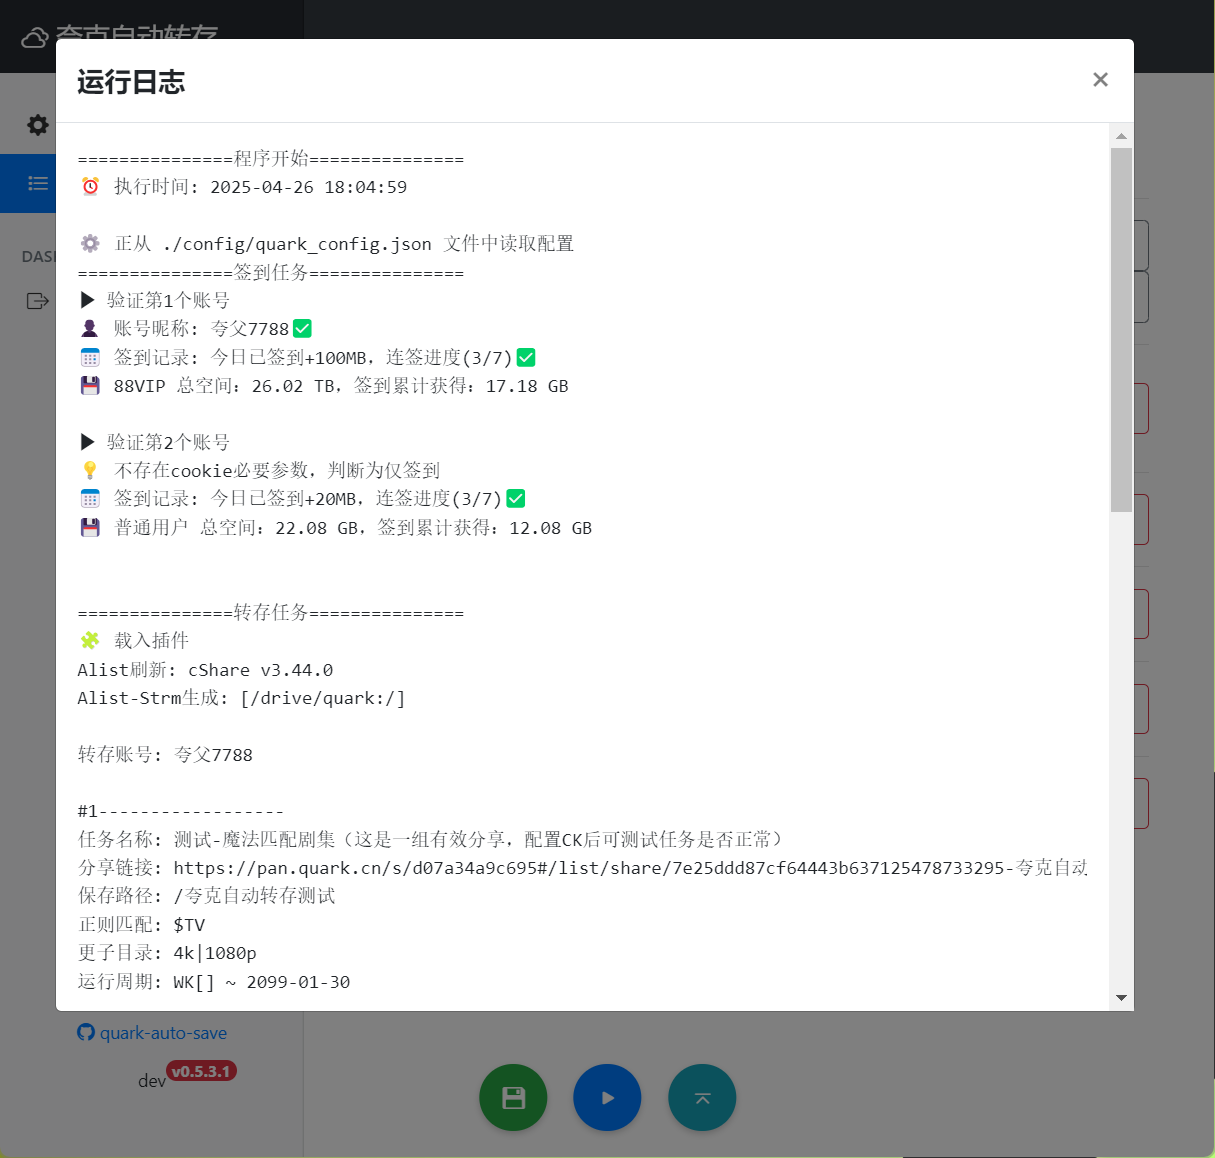 夸克自动转存
运行日志
×
===============程序开始===============
⏰ 执行时间: 2025-04-26 18:04:59
⚙️ 正从 ./config/quark_config.json 文件中读取配置
===============签到任务===============
▶ 验证第1个账号
👤 账号昵称: 夸父7788✅
📅 签到记录: 今日已签到+100MB，连签进度(3/7)✅
💾 88VIP 总空间：26.02 TB，签到累计获得：17.18 GB
▶ 验证第2个账号
💡 不存在cookie必要参数，判断为仅签到
📅 签到记录: 今日已签到+20MB，连签进度(3/7)✅
💾 普通用户 总空间：22.08 GB，签到累计获得：12.08 GB
===============转存任务===============
🧩 载入插件
Alist刷新: cShare v3.44.0
Alist-Strm生成: [/drive/quark:/]
转存账号: 夸父7788
#1------------------
任务名称: 测试-魔法匹配剧集（这是一组有效分享，配置CK后可测试任务是否正常）
分享链接: https://pan.quark.cn/s/d07a34a9c695#/list/share/7e25ddd87cf64443b637125478733295-夸克自动
保存路径: /夸克自动转存测试
正则匹配: $TV
更子目录: 4k|1080p
运行周期: WK[] ~ 2099-01-30
DASH
quark-auto-save
dev v0.5.3.1